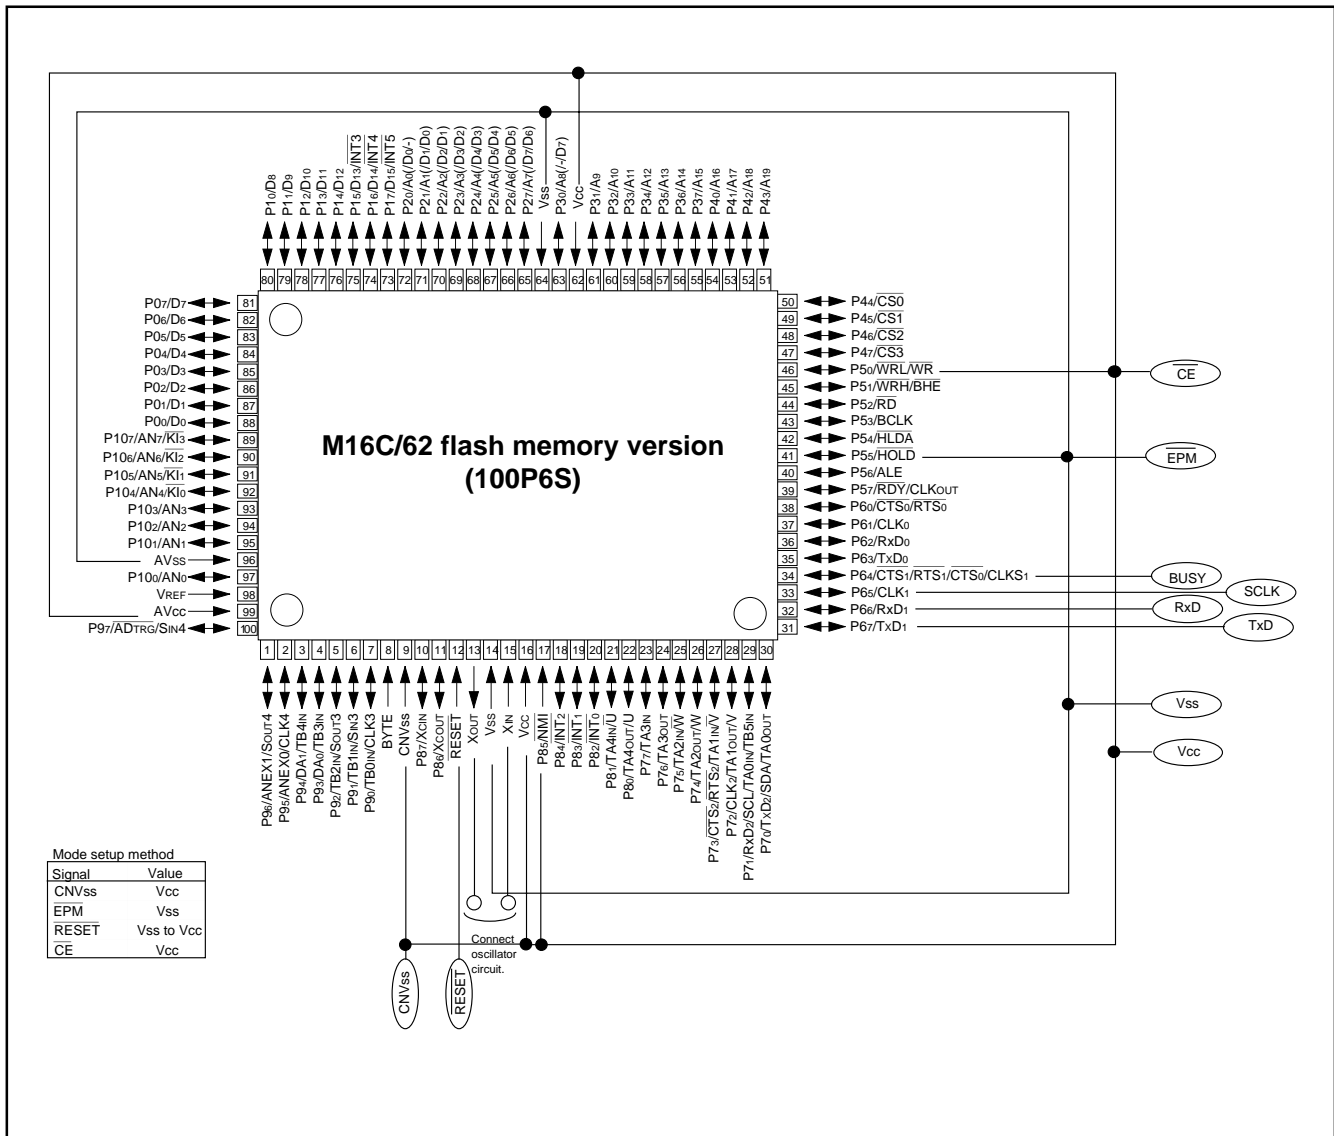 P10/D8
P11/D9
P12/D10
P13/D11
P14/D12
P15/D13/INT3
P16/D14/INT4
P17/D15/INT5
P20/A0(/D0/-)
P21/A1(/D1/D0)
P22/A2(/D2/D1)
P23/A3(/D3/D2)
P24/A4(/D4/D3)
P25/A5(/D5/D4)
P26/A6(/D6/D5)
P27/A7(/D7/D6)
Vss
P30/A8(/-/D7)
Vcc
P31/A9
P32/A10
P33/A11
P34/A12
P35/A13
P36/A14
P37/A15
P40/A16
P41/A17
P42/A18
P43/A19
80 79 78 77 76 75 74 73 72 71 70 69 68 67 66 65 64 63 62 61 60 59 58 57 56 55 54 53 52 51
P07/D7 81
P06/D6 82
P05/D5 83
P04/D4 84
P03/D3 85
P02/D2 86
P01/D1 87
P00/D0 88
P107/AN7/KI3 89
P106/AN6/KI2 90
P105/AN5/KI1 91
P104/AN4/KI0 92
P103/AN3 93
P102/AN2 94
P101/AN1 95
AVSS 96
P100/AN0 97
VREF 98
AVcc 99
P97/ADTRG/SIN4 100
M16C/62 flash memory version
(100P6S)
50 P44/CS0
49 P45/CS1
48 P46/CS2
47 P47/CS3
46 P50/WRL/WR
45 P51/WRH/BHE
44 P52/RD
43 P53/BCLK
42 P54/HLDA
41 P55/HOLD
40 P56/ALE
39 P57/RDY/CLKOUT
38 P60/CTS0/RTS0
37 P61/CLK0
36 P62/RxD0
35 P63/TxD0
34 P64/CTS1/RTS1/CTS0/CLKS1
33 P65/CLK1
32 P66/RxD1
31 P67/TxD1
CE
EPM
BUSY
SCLK
RxD
TxD
Vss
Vcc
1 2 3 4 5 6 7 8 9 10 11 12 13 14 15 16 17 18 19 20 21 22 23 24 25 26 27 28 29 30
P96/ANEX1/SOUT4
P95/ANEX0/CLK4
P94/DA1/TB4IN
P93/DA0/TB3IN
P92/TB2IN/SOUT3
P91/TB1IN/SIN3
P90/TB0IN/CLK3
BYTE
CNVss
P87/XCIN
P86/XCOUT
RESET
XOUT
VSS
XIN
VCC
P85/NMI
P84/INT2
P83/INT1
P82/INT0
P81/TA4IN/U
P80/TA4OUT/U
P77/TA3IN
P76/TA3OUT
P75/TA2IN/W
P74/TA2OUT/W
P73/CTS2/RTS2/TA1IN/V
P72/CLK2/TA1OUT/V
P71/RxD2/SCL/TA0IN/TB5IN
P70/TxD2/SDA/TA0OUT
Connect
oscillator
circuit.
CNVss
RESET
Mode setup method
Signal Value
CNVss Vcc
EPM Vss
RESET Vss to Vcc
CE Vcc